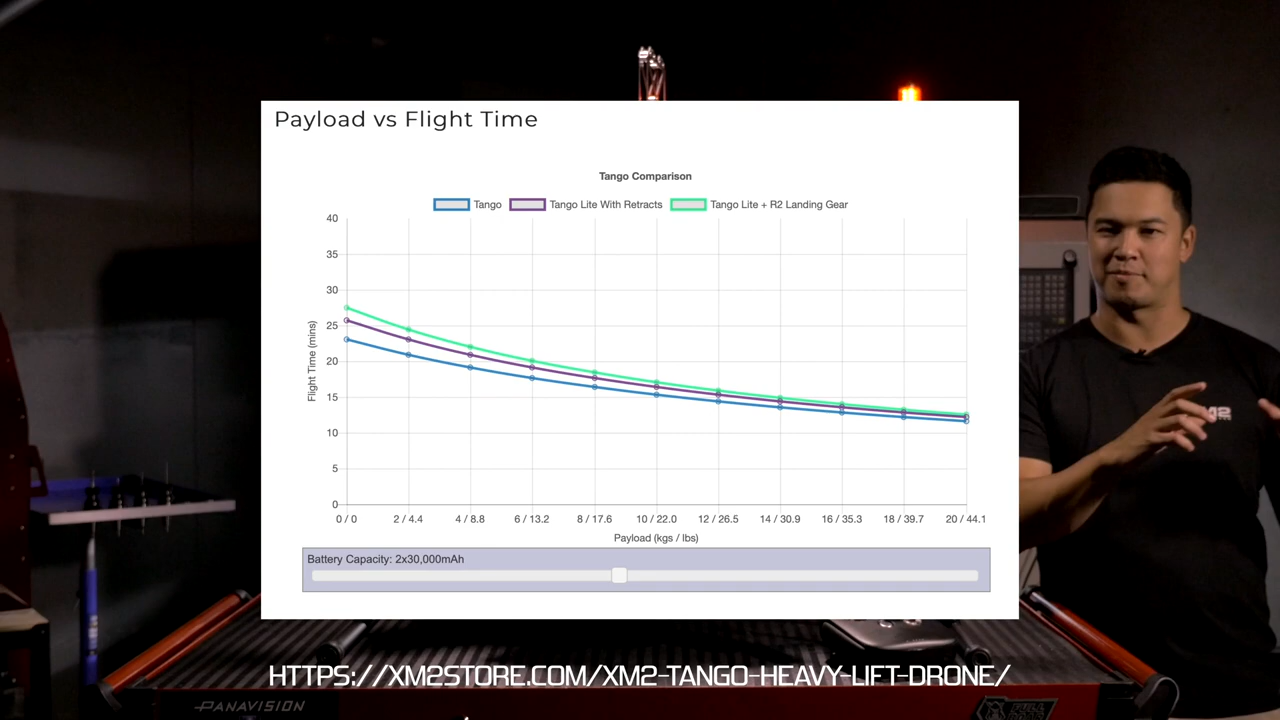 Payload vs Flight Time
Tango Comparison
Tango Tango Lite With Retracts Tango Lite + R2 Landing Gear
40
35
30
25
20
15
10
5
0
Flight Time (mins)
0 / 0 2 / 4.4 4 / 8.8 6 / 13.2 8 / 17.6 10 / 22.0 12 / 26.5 14 / 30.9 16 / 35.3 18 / 39.7 20 / 44.1
Payload (kgs / lbs)
Battery Capacity: 2x30,000mAh
HTTPS://XM2STORE.COM/XM2-TANGO-HEAVY-LIFT-DRONE/
PANAVISION